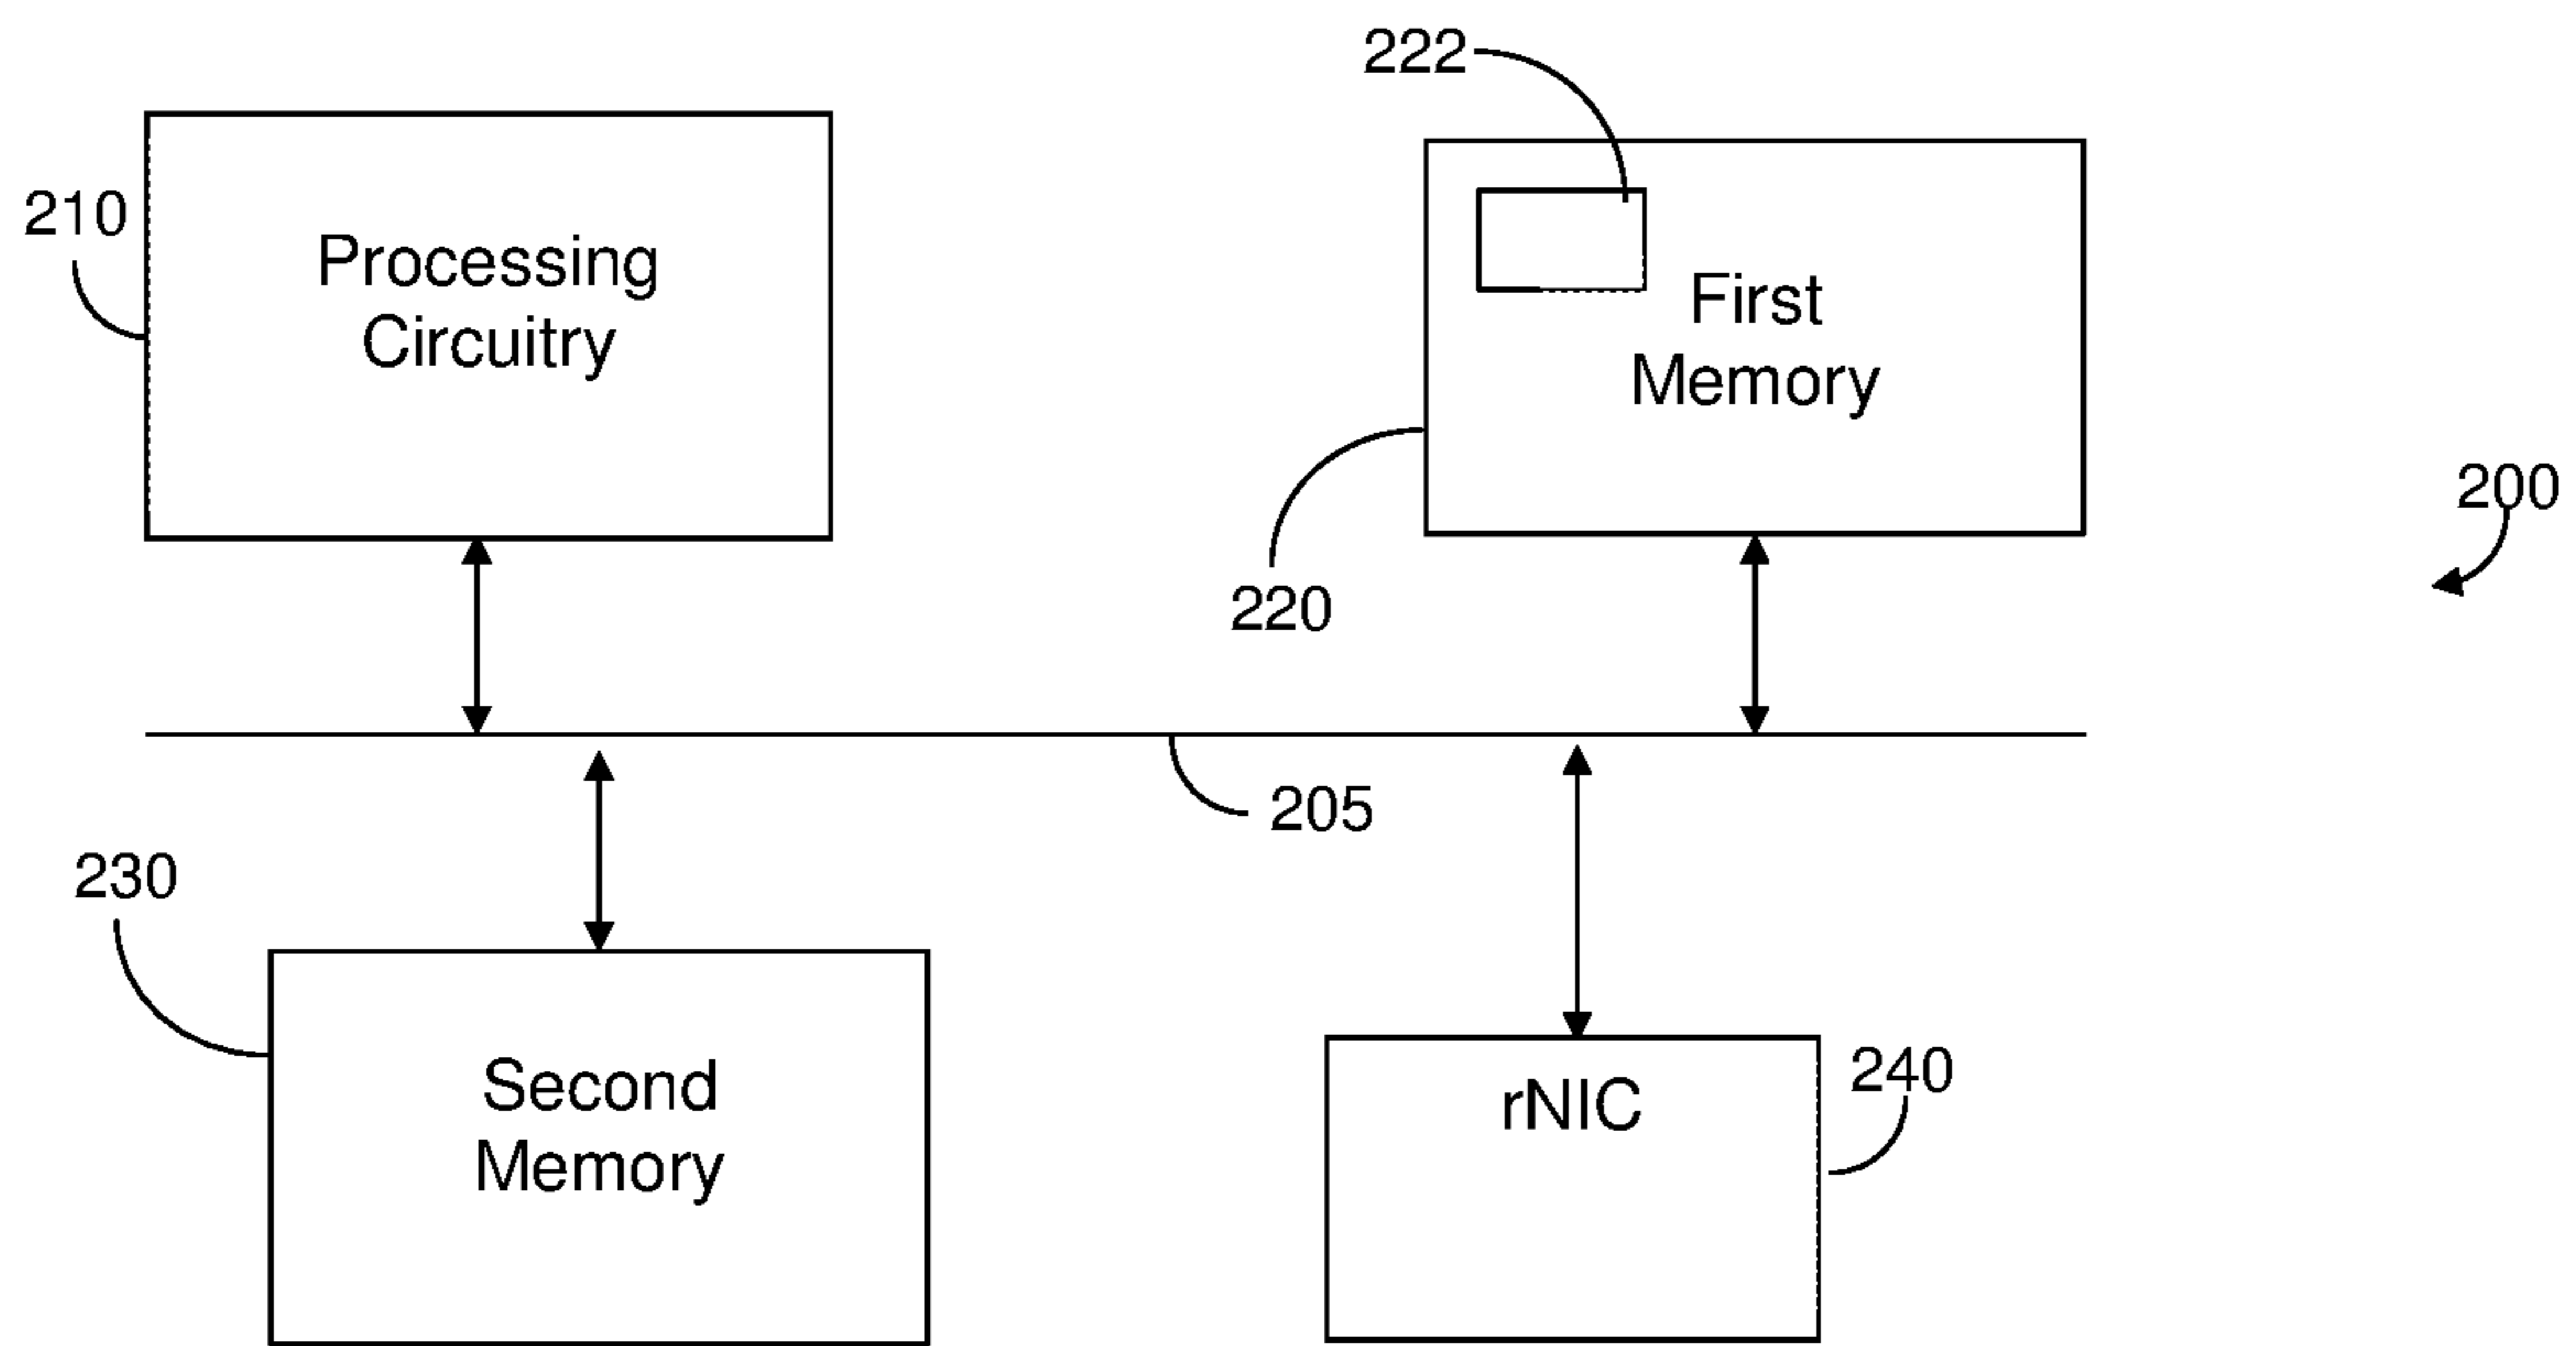 222
210
Processing
Circuitry
First
Memory
200
220
205
230
Second
Memory
rNIC
240